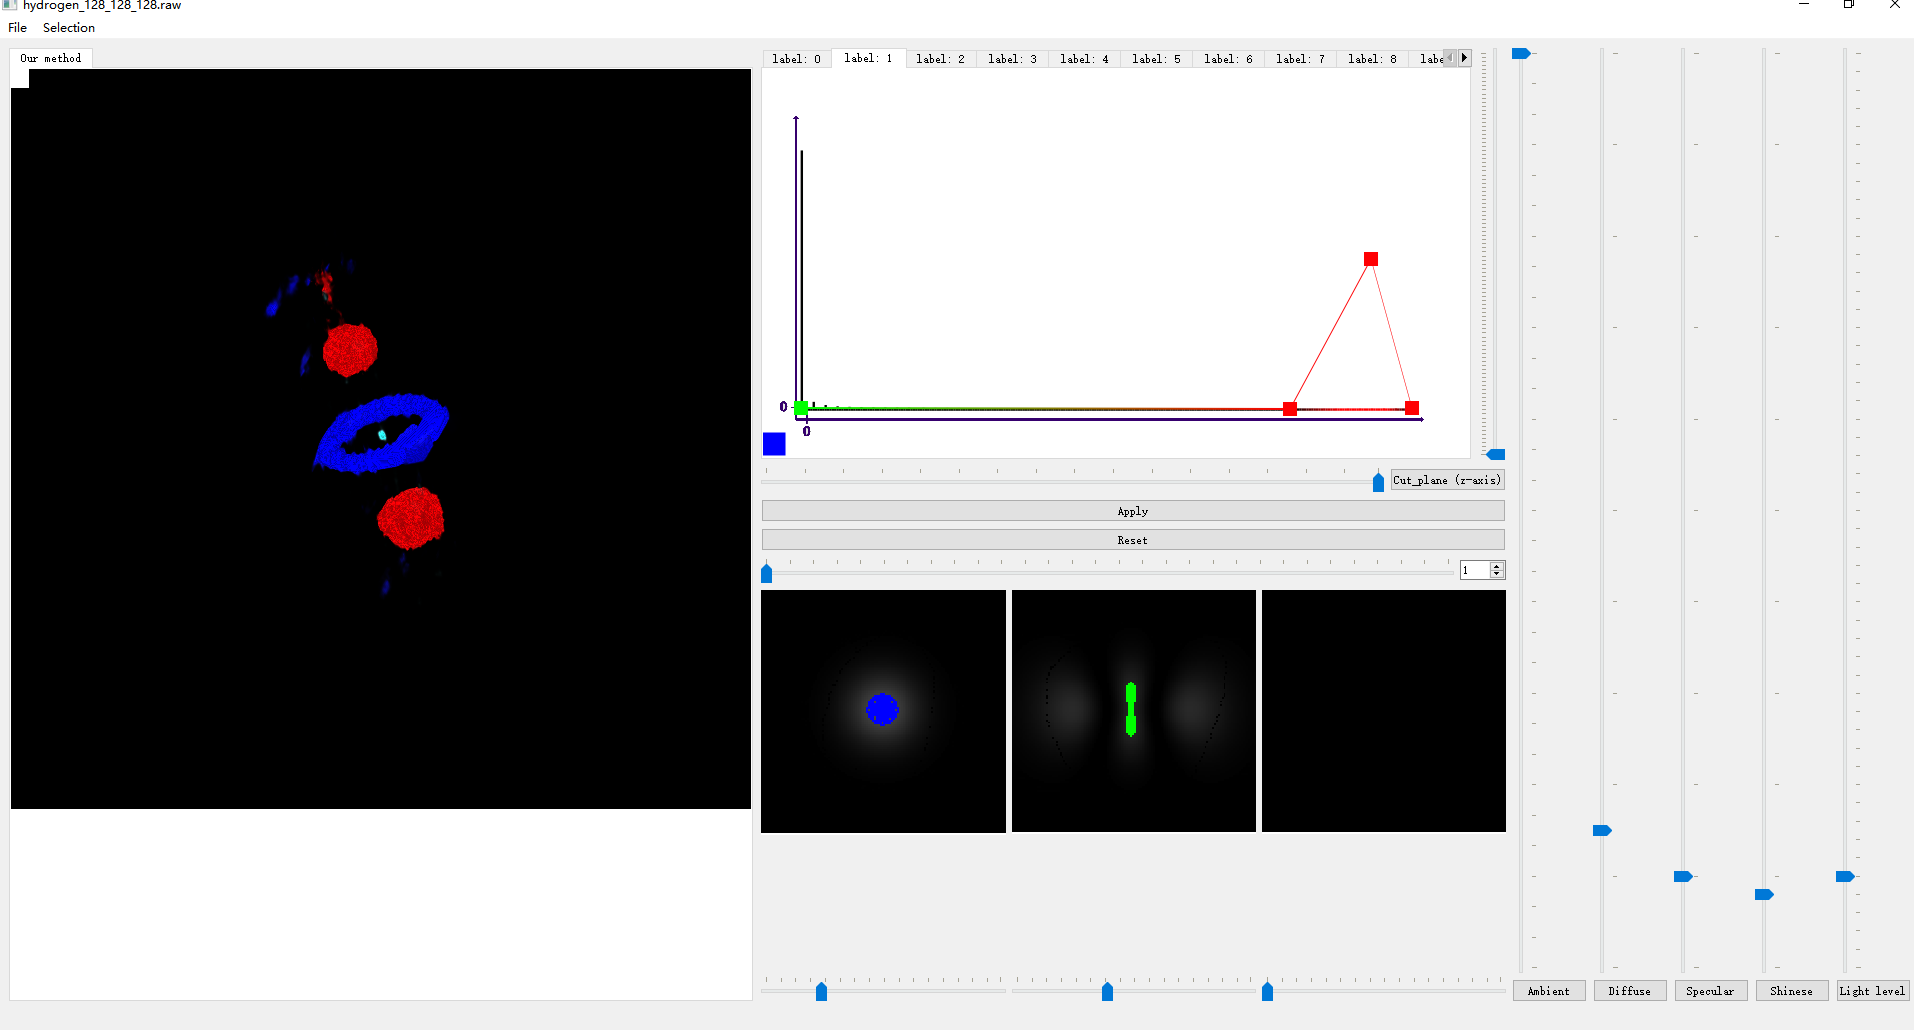 hydrogen_128_128_128.raw
File Selection
Our method
label: 0 label: 1 label: 2 label: 3 label: 4 label: 5 label: 6 label: 7 label: 8 labe
0
0
Cut_plane (z-axis)
Apply
Reset
1
Ambient Diffuse Specular Shinese Light level